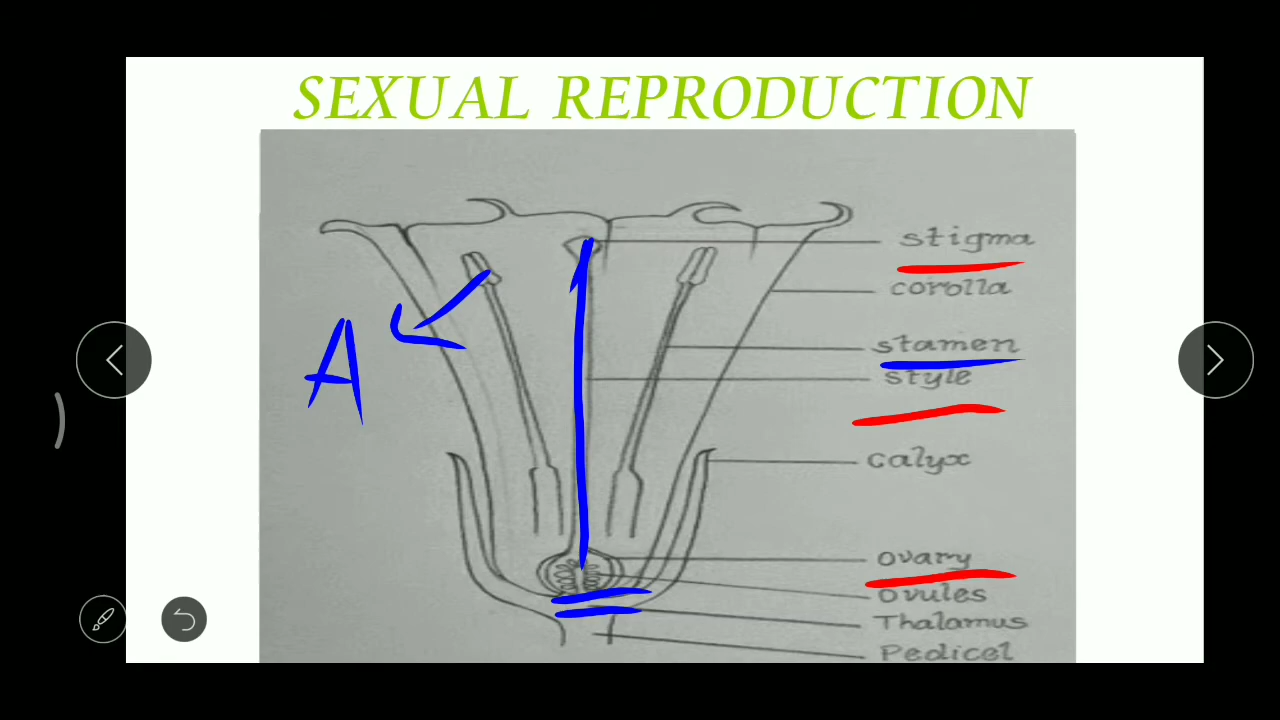 SEXUAL REPRODUCTION
stigma
corolla
stamen
style
A
calyx
ovary
ovules
Thalamus
Pedicel